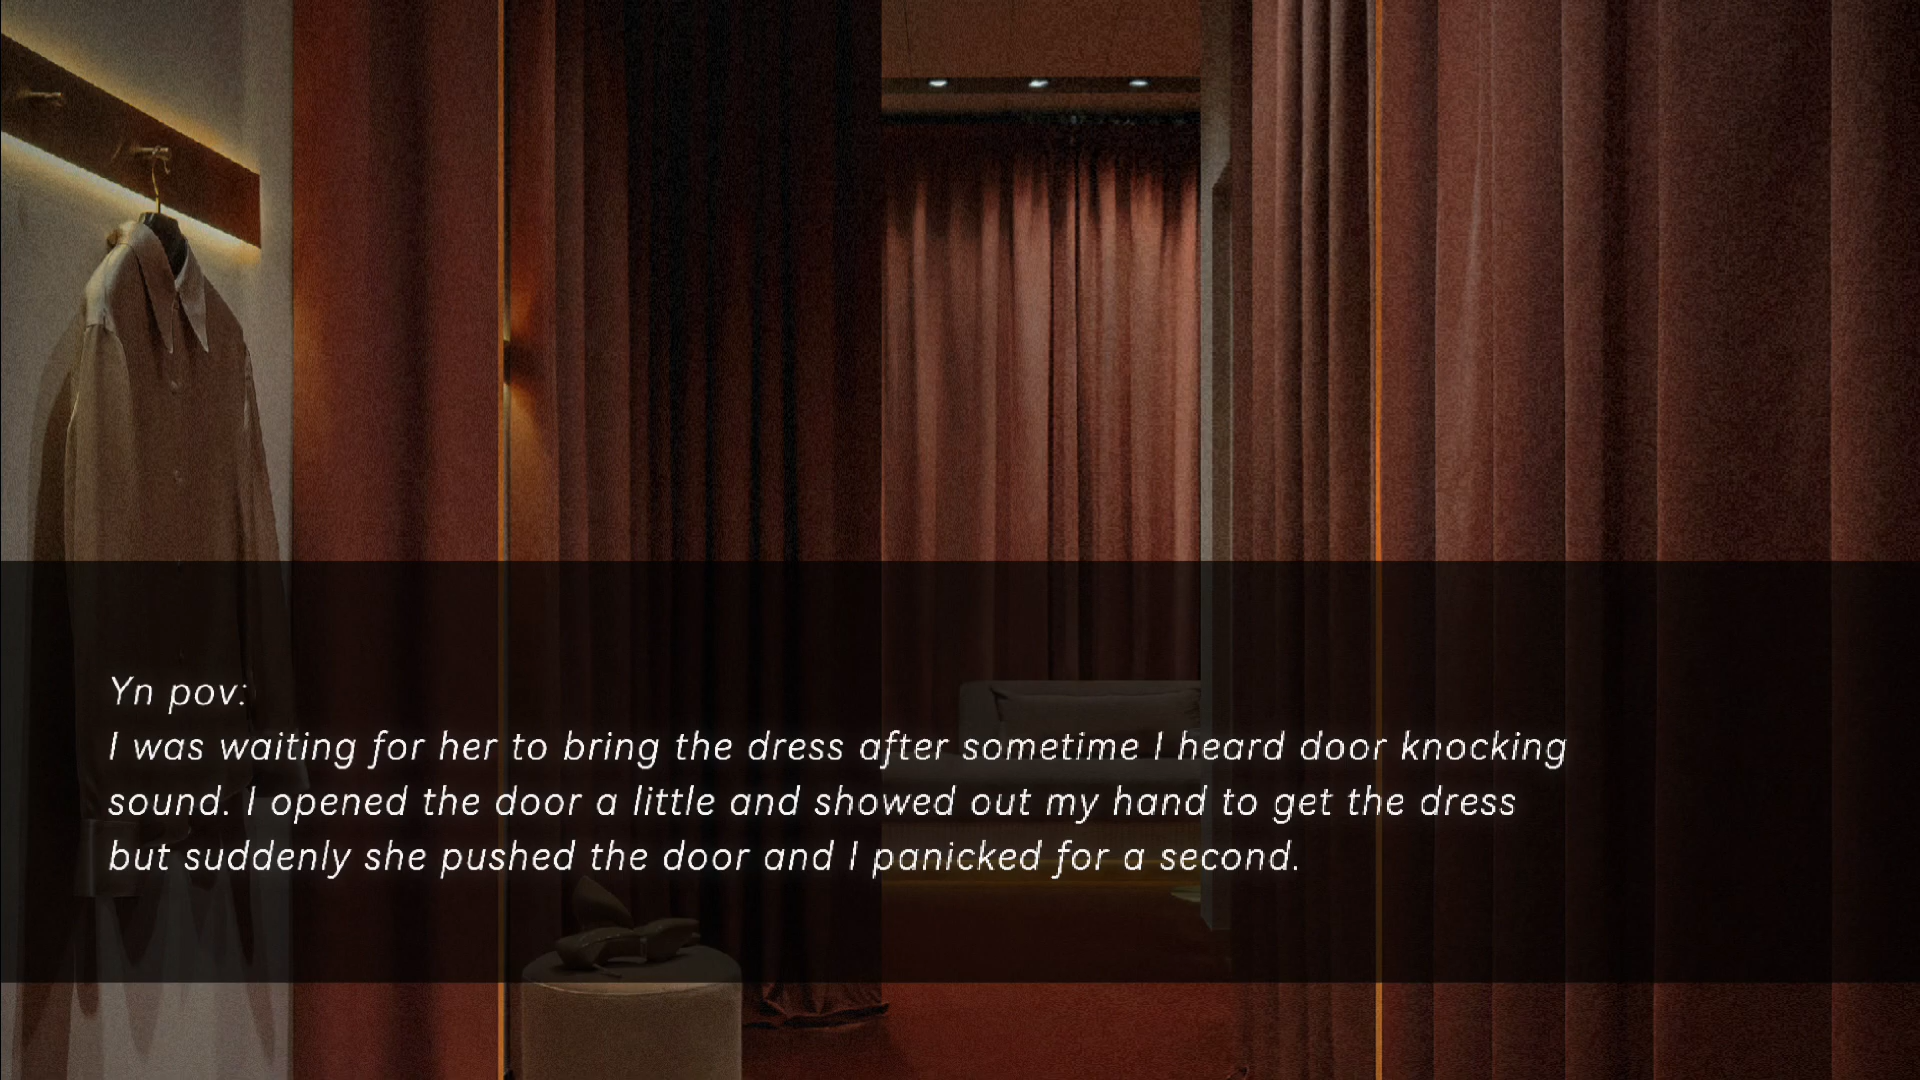 Yn pov:
I was waiting for her to bring the dress after sometime I heard door knocking
sound. I opened the door a little and showed out my hand to get the dress
but suddenly she pushed the door and I panicked for a second.